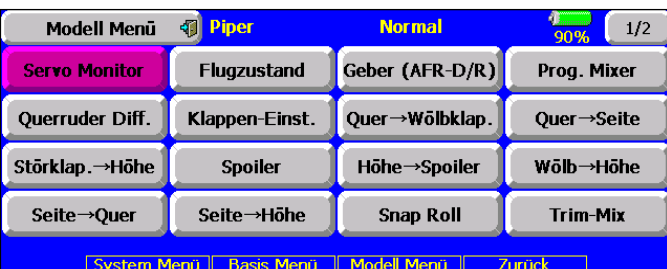 Modell Menü Piper Normal 90% 1/2
Servo Monitor Flugzustand Geber (AFR-D/R) Prog. Mixer
Querruder Diff. Klappen-Einst. Quer→Wölbklap. Quer→Seite
Störklap.→Höhe Spoiler Höhe→Spoiler Wölb→Höhe
Seite→Quer Seite→Höhe Snap Roll Trim-Mix
System Menü Basis Menü Modell Menü Zurück